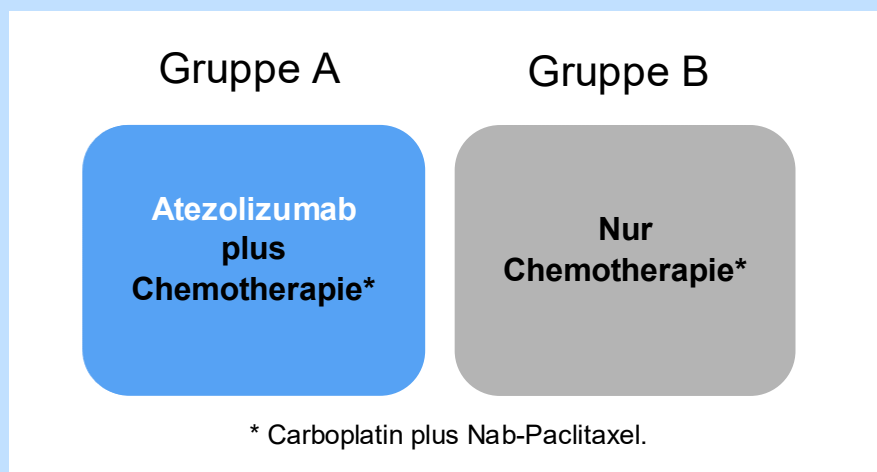 Gruppe A
Gruppe B
Atezolizumab
plus
Chemotherapie*
Nur
Chemotherapie*
* Carboplatin plus Nab-Paclitaxel.